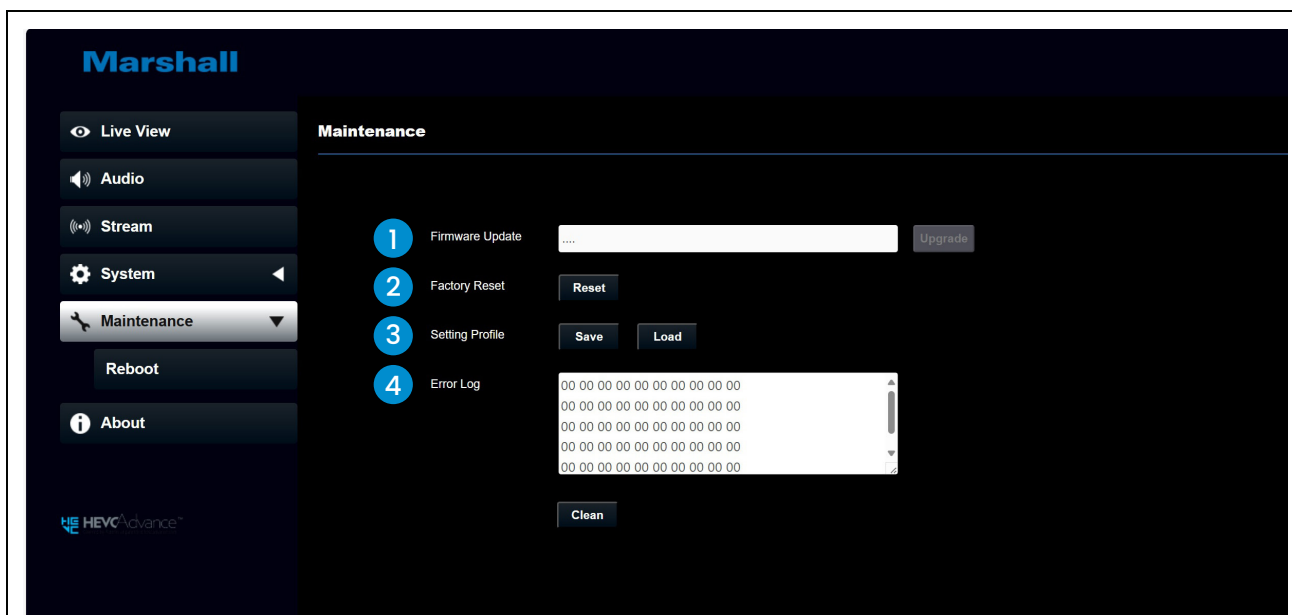 Marshall
Live View
Audio
Stream
System
Maintenance
Reboot
About
HEVCAdvance™
Maintenance
1 Firmware Update .... Upgrade
2 Factory Reset Reset
3 Setting Profile Save Load
4 Error Log
00 00 00 00 00 00 00 00 00 00
00 00 00 00 00 00 00 00 00 00
00 00 00 00 00 00 00 00 00 00
00 00 00 00 00 00 00 00 00 00
00 00 00 00 00 00 00 00 00 00
Clean